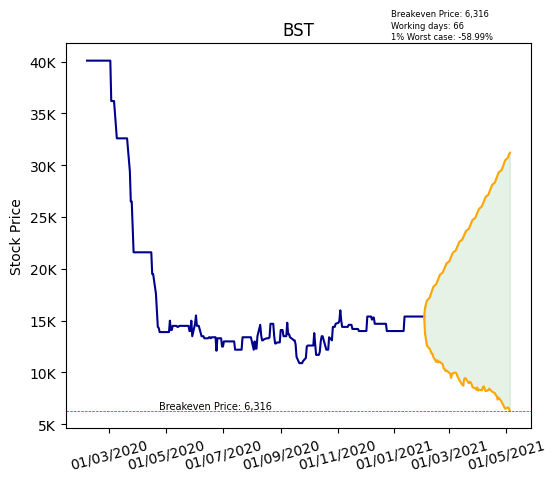 Breakeven Price: 6,316
Working days: 66
1% Worst case: -58.99%
BST
Stock Price
40K
35K
30K
25K
20K
15K
10K
5K
Breakeven Price: 6,316
01/03/2020
01/05/2020
01/07/2020
01/09/2020
01/11/2020
01/01/2021
01/03/2021
01/05/2021